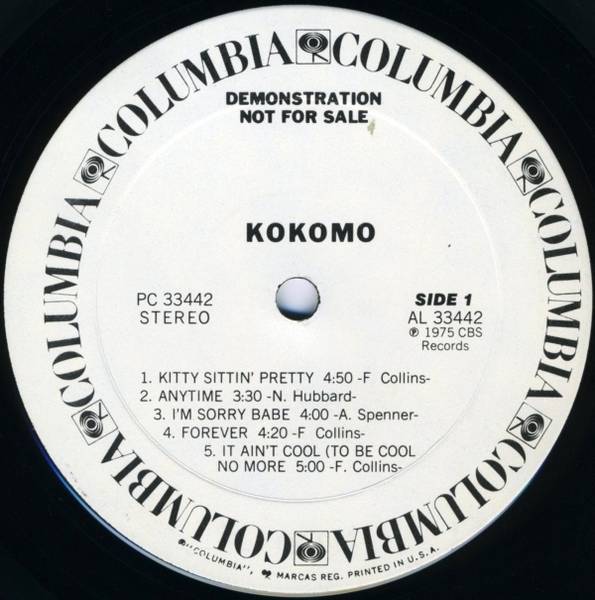 COLUMBIA COLUMBIA COLUMBIA COLUMBIA COLUMBIA COLUMBIA COLUMBIA COLUMBIA
DEMONSTRATION
NOT FOR SALE
KOKOMO
PC 33442
STEREO
SIDE 1
AL 33442
℗ 1975 CBS
Records
1. KITTY SITTIN' PRETTY 4:50 -F Collins-
2. ANYTIME 3:30 -N. Hubbard-
3. I'M SORRY BABE 4:00 -A. Spenner-
4. FOREVER 4:20 -F Collins-
5. IT AIN'T COOL (TO BE COOL
NO MORE 5:00 -F. Collins-
®"COLUMBIA", MARCAS REG. PRINTED IN U.S.A.